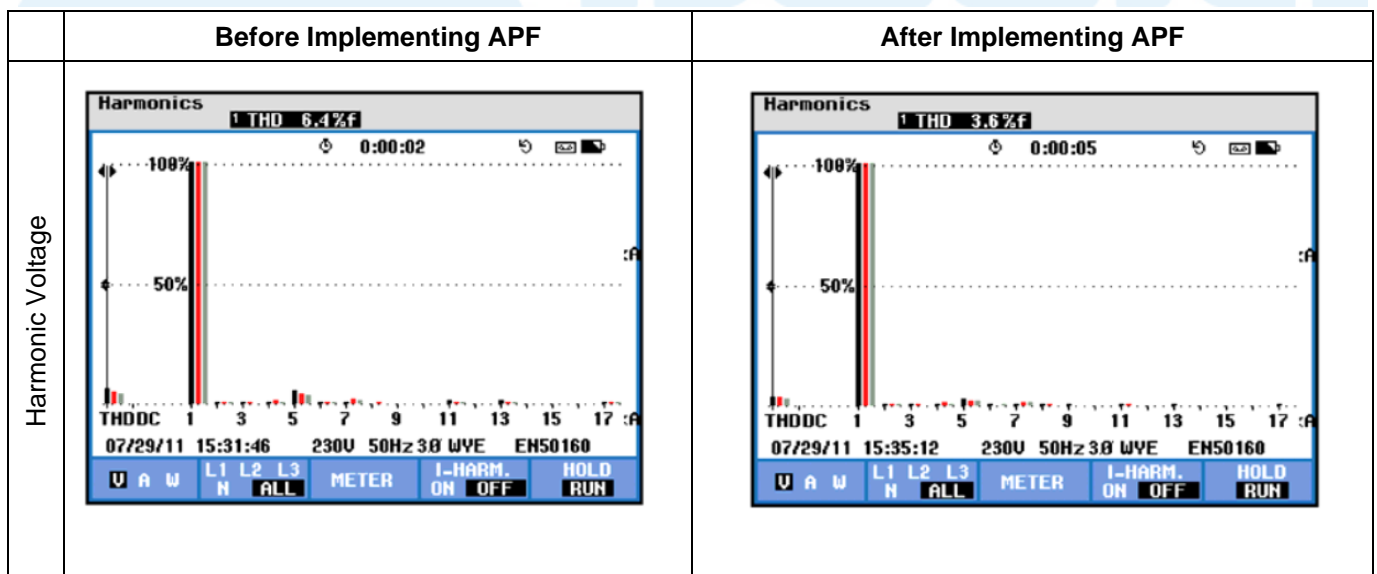 Before Implementing APF
After Implementing APF
Harmonic Voltage
Harmonics
1 THD 6.4%f
0:00:02
100%
50%
:A
THDDC 1 3 5 7 9 11 13 15 17 :A
07/29/11 15:31:46 230V 50Hz 3Ø WYE EN50160
V A W L1 L2 L3 N ALL METER I-HARM. ON OFF HOLD RUN
Harmonics
1 THD 3.6%f
0:00:05
100%
50%
:A
THDDC 1 3 5 7 9 11 13 15 17 :A
07/29/11 15:35:12 230V 50Hz 3Ø WYE EN50160
V A W L1 L2 L3 N ALL METER I-HARM. ON OFF HOLD RUN